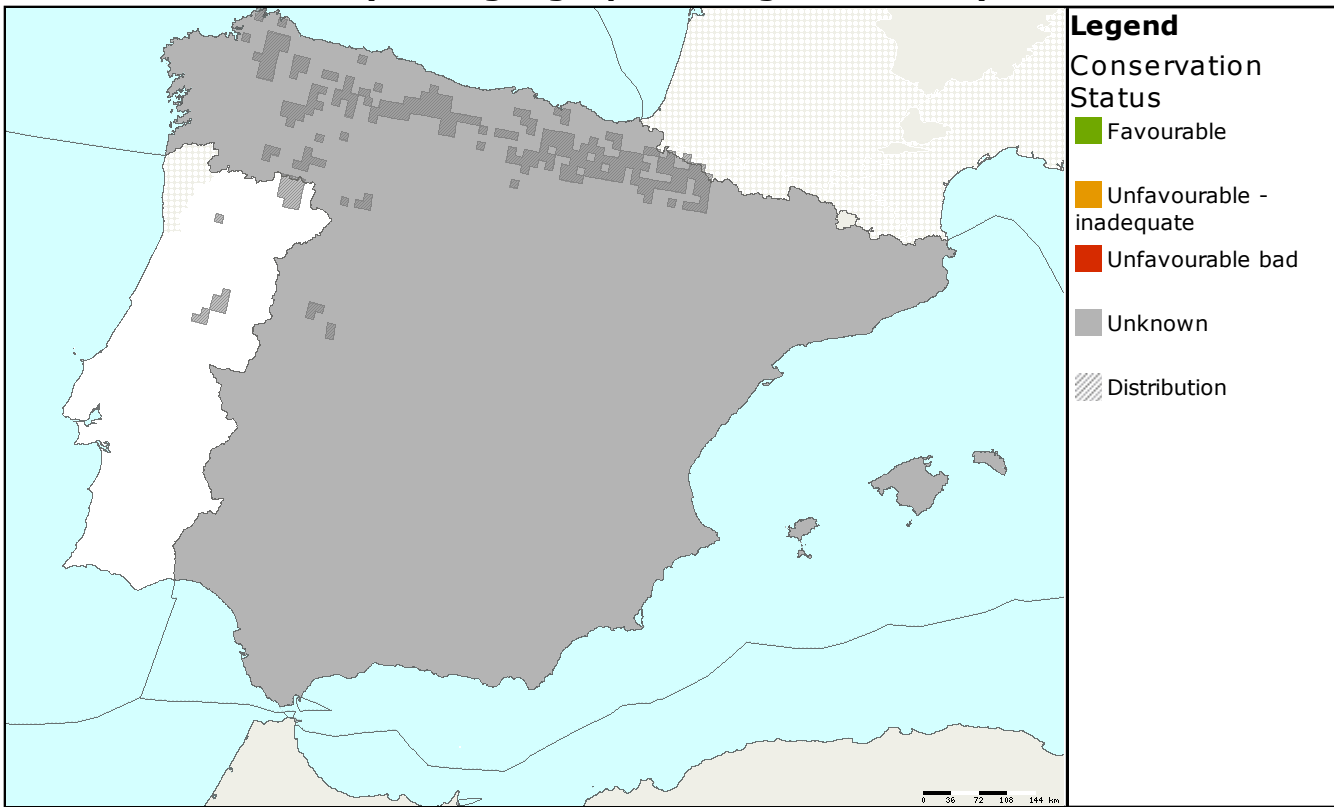 Legend
Conservation
Status
Favourable
Unfavourable -
inadequate
Unfavourable bad
Unknown
Distribution
0 36 72 108 144 km